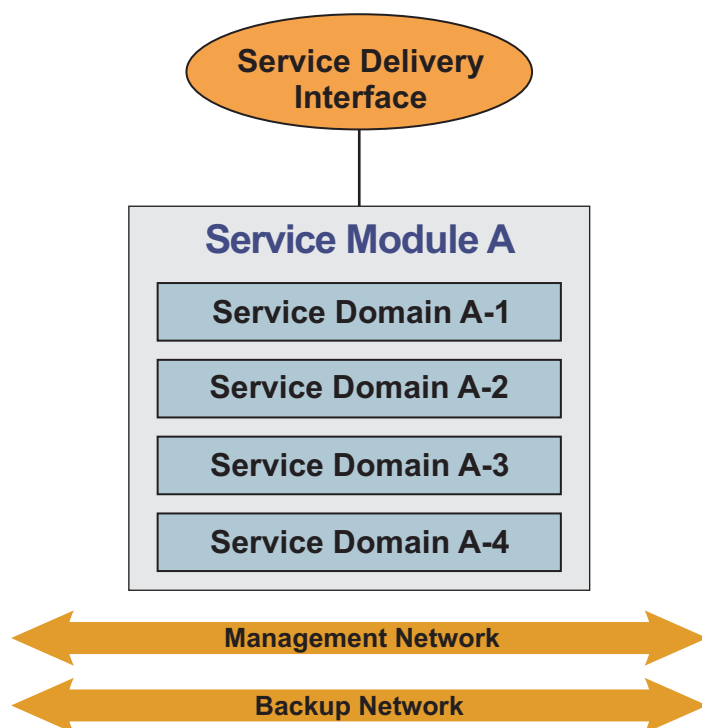 Service Delivery
Interface
Service Module A
Service Domain A-1
Service Domain A-2
Service Domain A-3
Service Domain A-4
Management Network
Backup Network